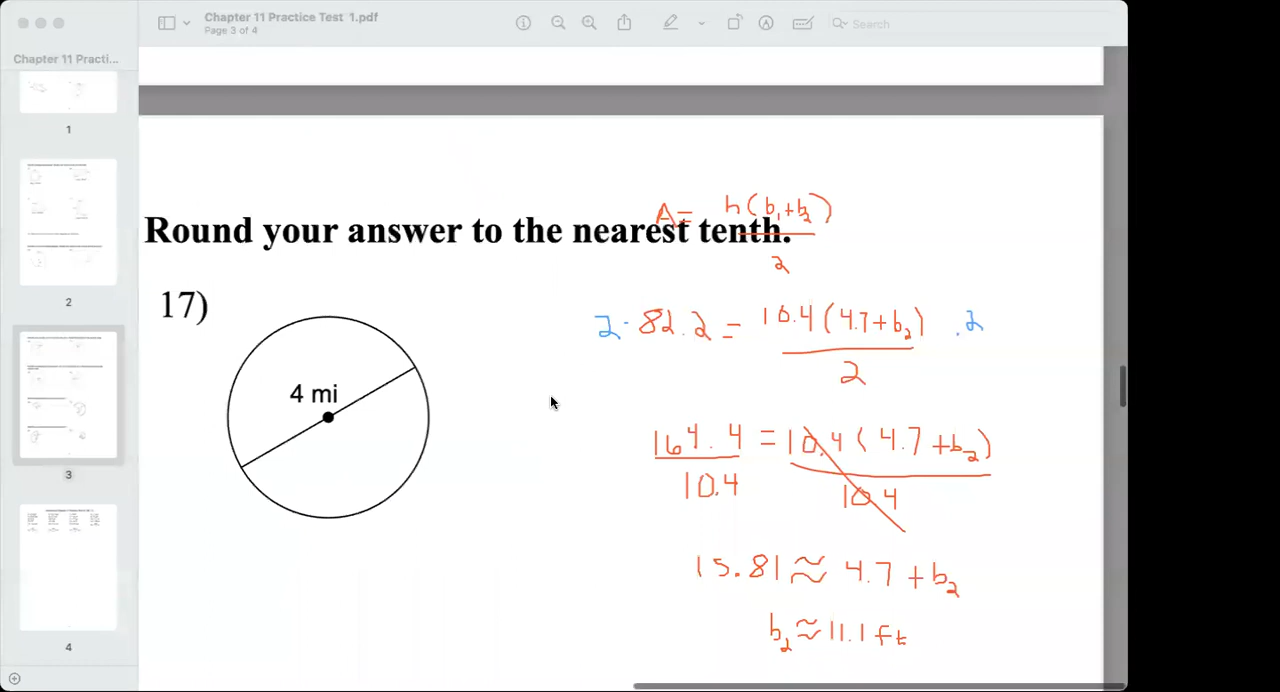 Chapter 11 Practice Test 1.pdf
Page 3 of 4
Search
Chapter 11 Practi...
1
2
3
4
Round your answer to the nearest tenth.
17)
4 mi
A = h(b₁+b₂)
2
2 · 82.2 = 10.4(4.7+b₂) · 2
2
164.4 = 10.4(4.7+b₂)
10.4 10.4
15.81 ≈ 4.7 + b₂
b₂ ≈ 11.1 ft